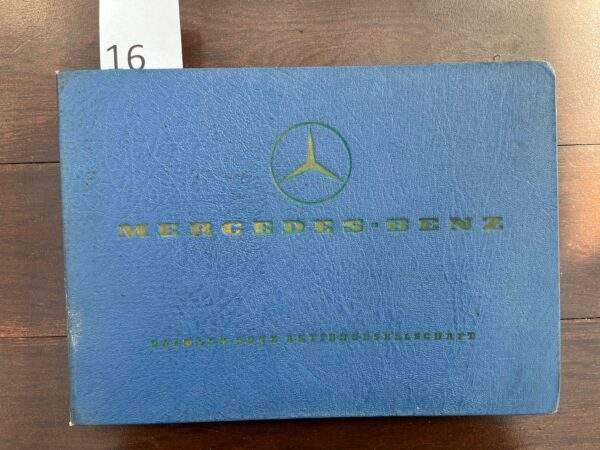 16
MERCEDES-BENZ
DAIMLER-BENZ AKTIENGESELLSCHAFT